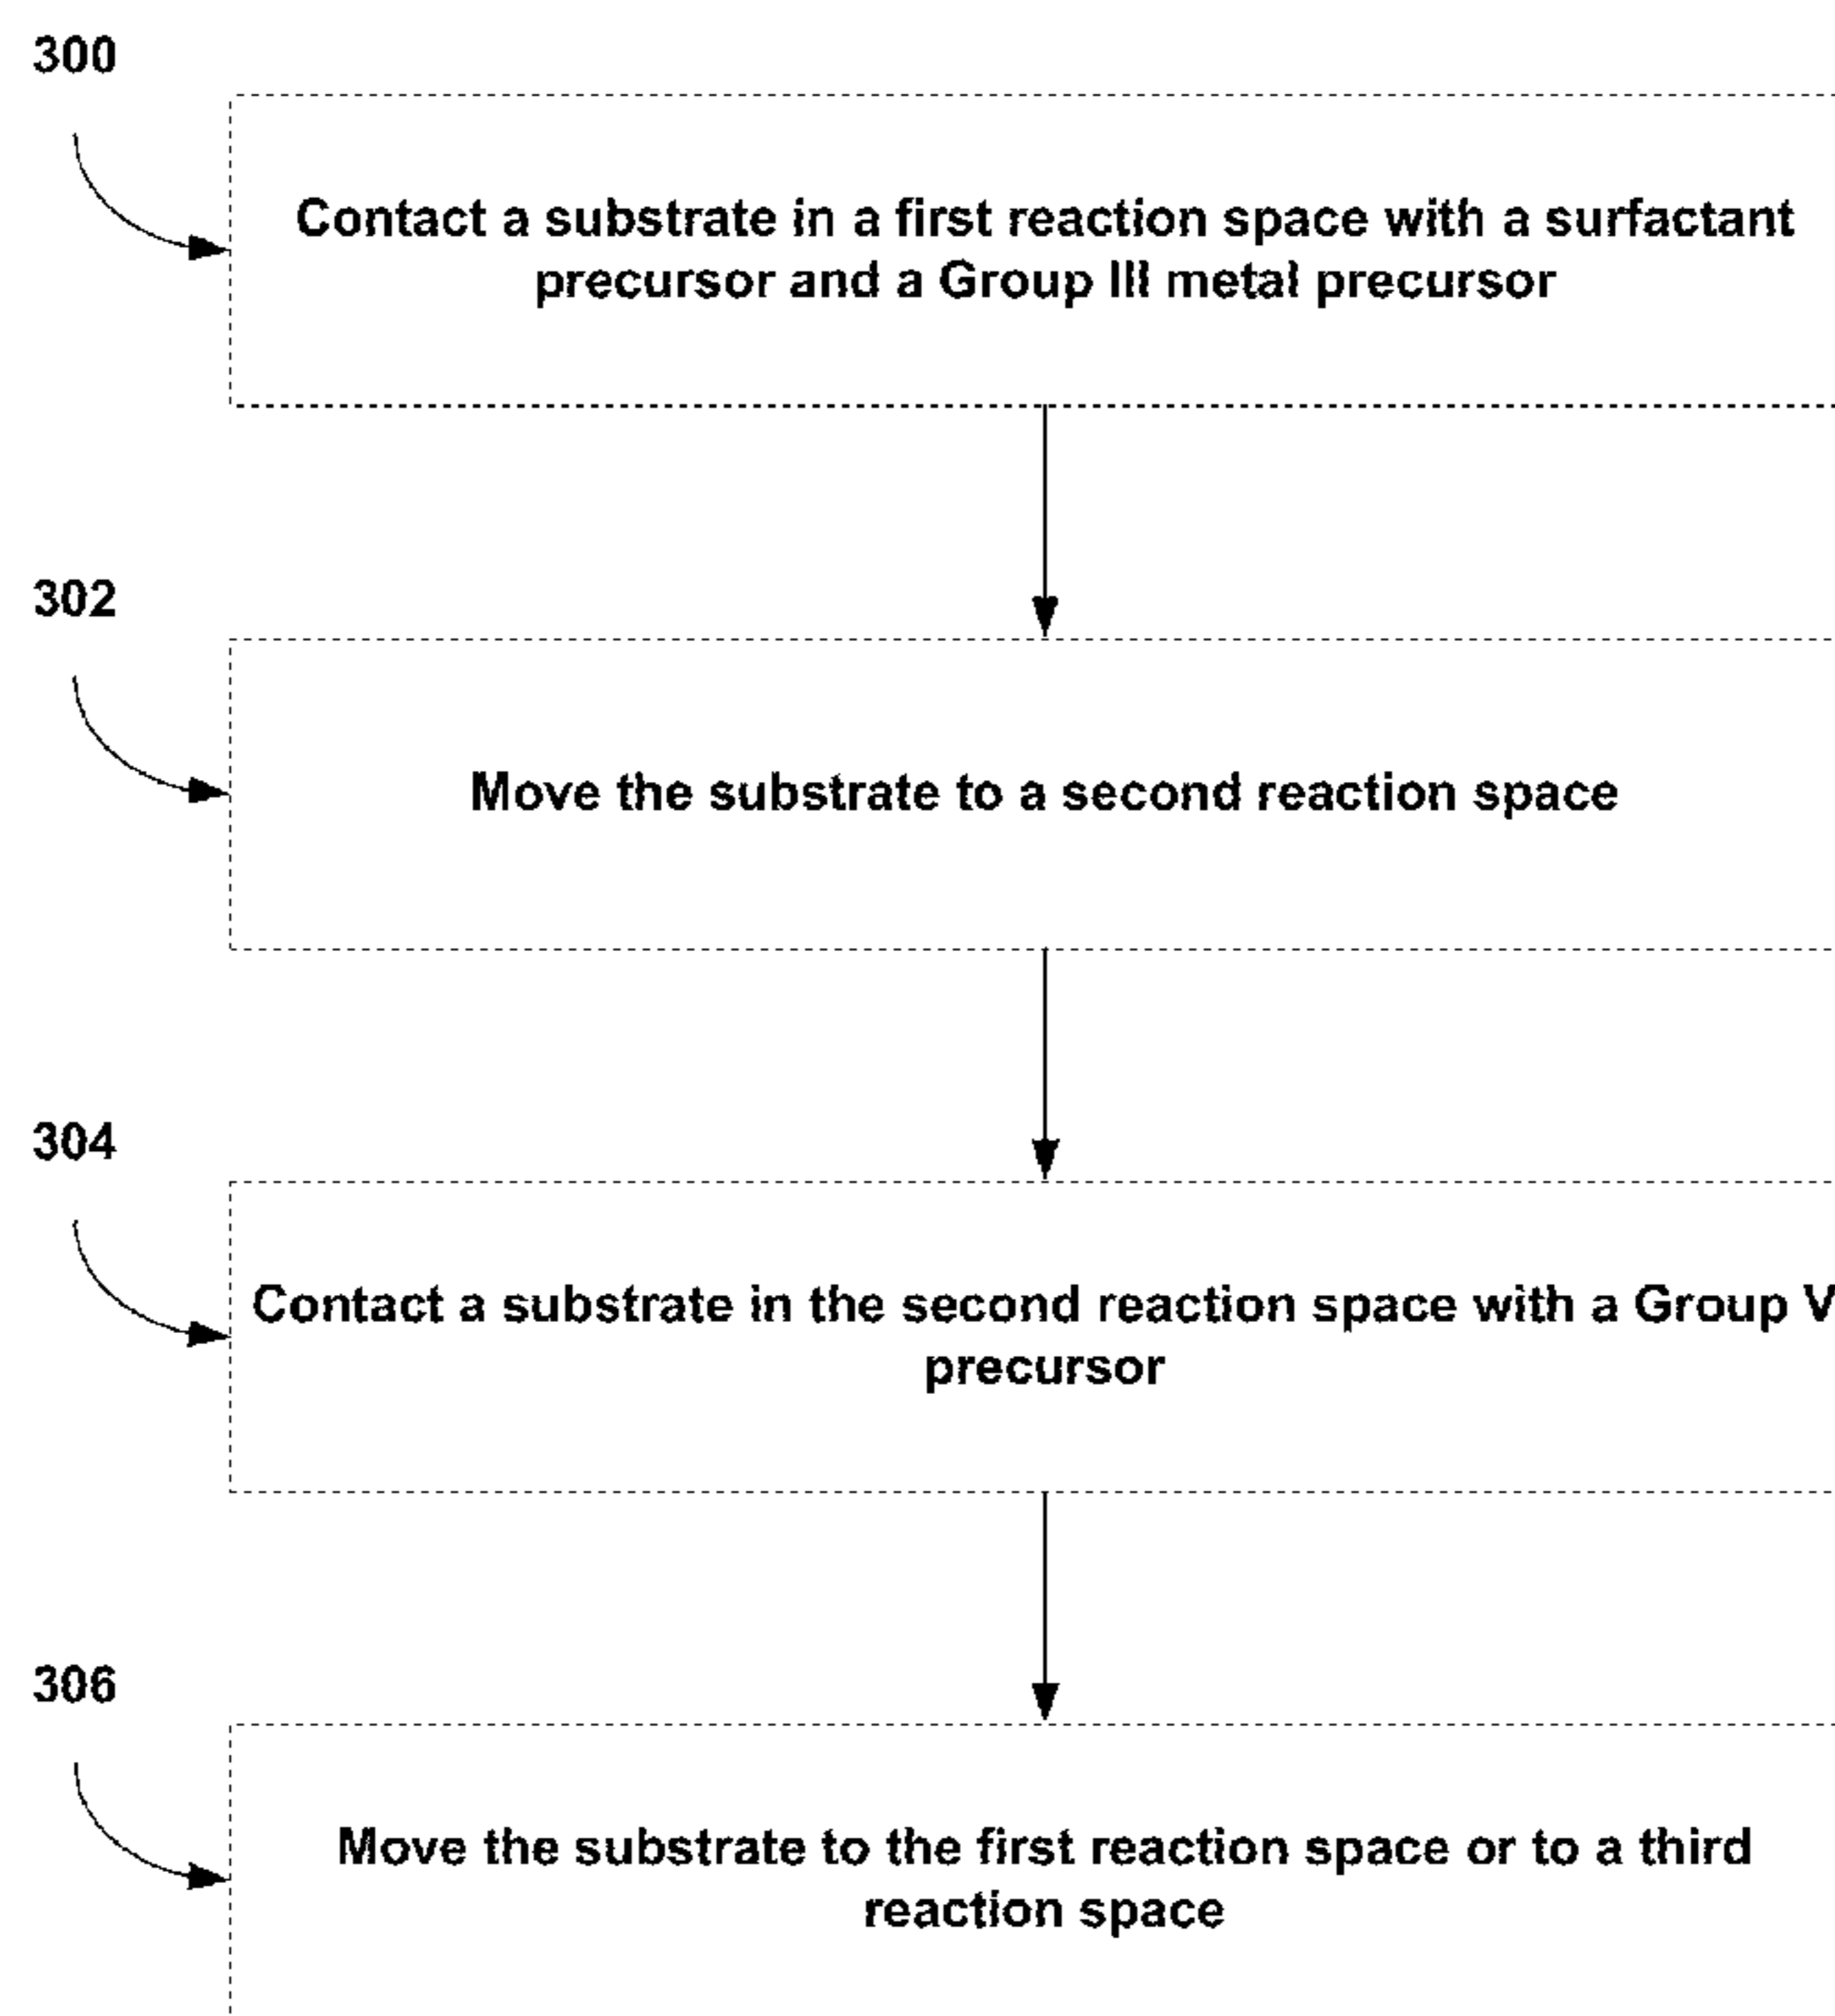 300
Contact a substrate in a first reaction space with a surfactant
precursor and a Group III metal precursor
302
Move the substrate to a second reaction space
304
Contact a substrate in the second reaction space with a Group V
precursor
306
Move the substrate to the first reaction space or to a third
reaction space